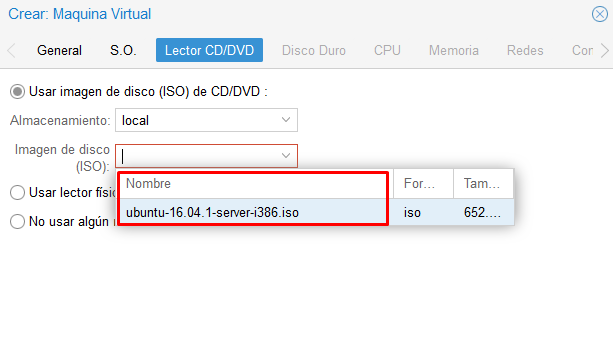 Crear: Maquina Virtual
General S.O. Lector CD/DVD Disco Duro CPU Memoria Redes
Usar imagen de disco (ISO) de CD/DVD :
Almacenamiento: local
Imagen de disco
(ISO):
Nombre For... Tam...
ubuntu-16.04.1-server-i386.iso iso 652....
Usar lector
No usar algún